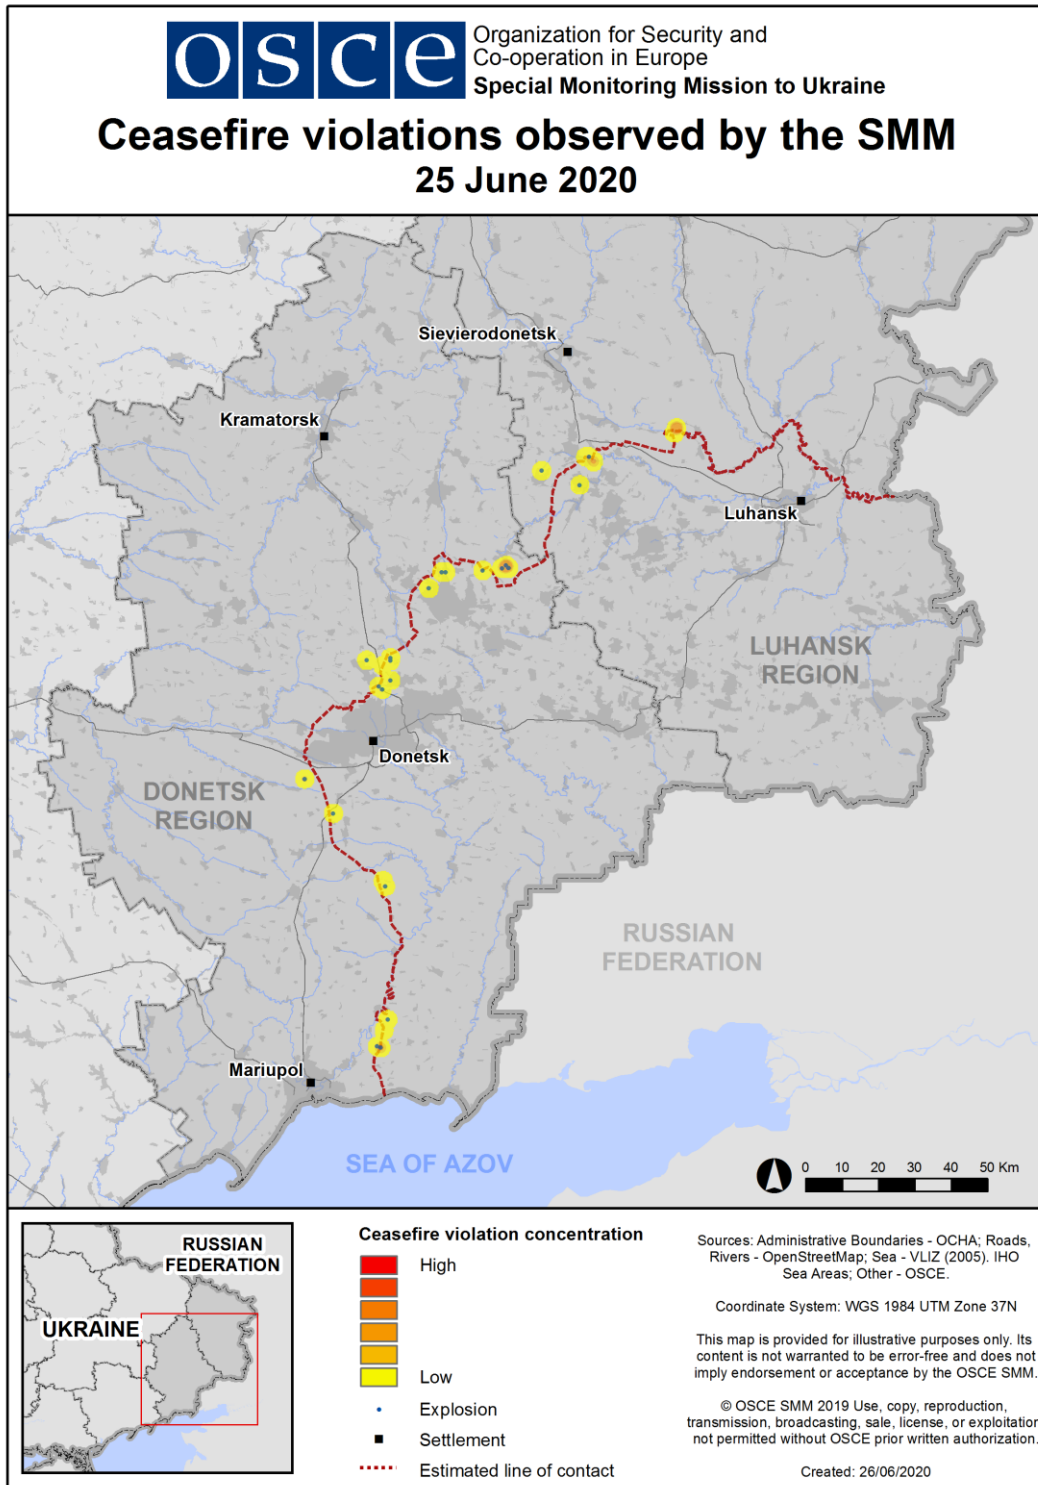 osce
Organization for Security and
Co-operation in Europe
Special Monitoring Mission to Ukraine
Ceasefire violations observed by the SMM
25 June 2020
Sievierodonetsk
Kramatorsk
Luhansk
LUHANSK
REGION
Donetsk
DONETSK
REGION
RUSSIAN
FEDERATION
Mariupol
SEA OF AZOV
0 10 20 30 40 50 Km
RUSSIAN
FEDERATION
UKRAINE
Ceasefire violation concentration
High
Low
Explosion
Settlement
Estimated line of contact
Sources: Administrative Boundaries - OCHA; Roads,
Rivers - OpenStreetMap; Sea - VLIZ (2005). IHO
Sea Areas; Other - OSCE.
Coordinate System: WGS 1984 UTM Zone 37N
This map is provided for illustrative purposes only. Its
content is not warranted to be error-free and does not
imply endorsement or acceptance by the OSCE SMM.
© OSCE SMM 2019 Use, copy, reproduction,
transmission, broadcasting, sale, license, or exploitation
not permitted without OSCE prior written authorization.
Created: 26/06/2020